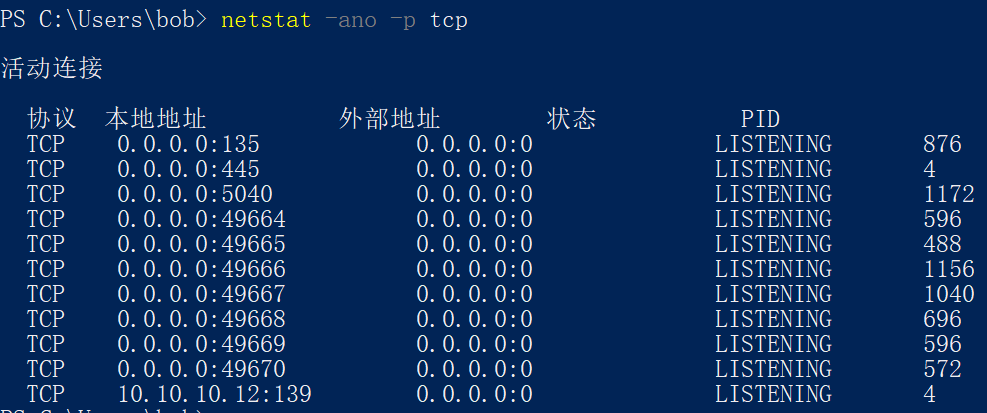 PS C:\Users\bob> netstat -ano -p tcp
活动连接
协议 本地地址 外部地址 状态 PID
TCP 0.0.0.0:135 0.0.0.0:0 LISTENING 876
TCP 0.0.0.0:445 0.0.0.0:0 LISTENING 4
TCP 0.0.0.0:5040 0.0.0.0:0 LISTENING 1172
TCP 0.0.0.0:49664 0.0.0.0:0 LISTENING 596
TCP 0.0.0.0:49665 0.0.0.0:0 LISTENING 488
TCP 0.0.0.0:49666 0.0.0.0:0 LISTENING 1156
TCP 0.0.0.0:49667 0.0.0.0:0 LISTENING 1040
TCP 0.0.0.0:49668 0.0.0.0:0 LISTENING 696
TCP 0.0.0.0:49669 0.0.0.0:0 LISTENING 596
TCP 0.0.0.0:49670 0.0.0.0:0 LISTENING 572
TCP 10.10.10.12:139 0.0.0.0:0 LISTENING 4